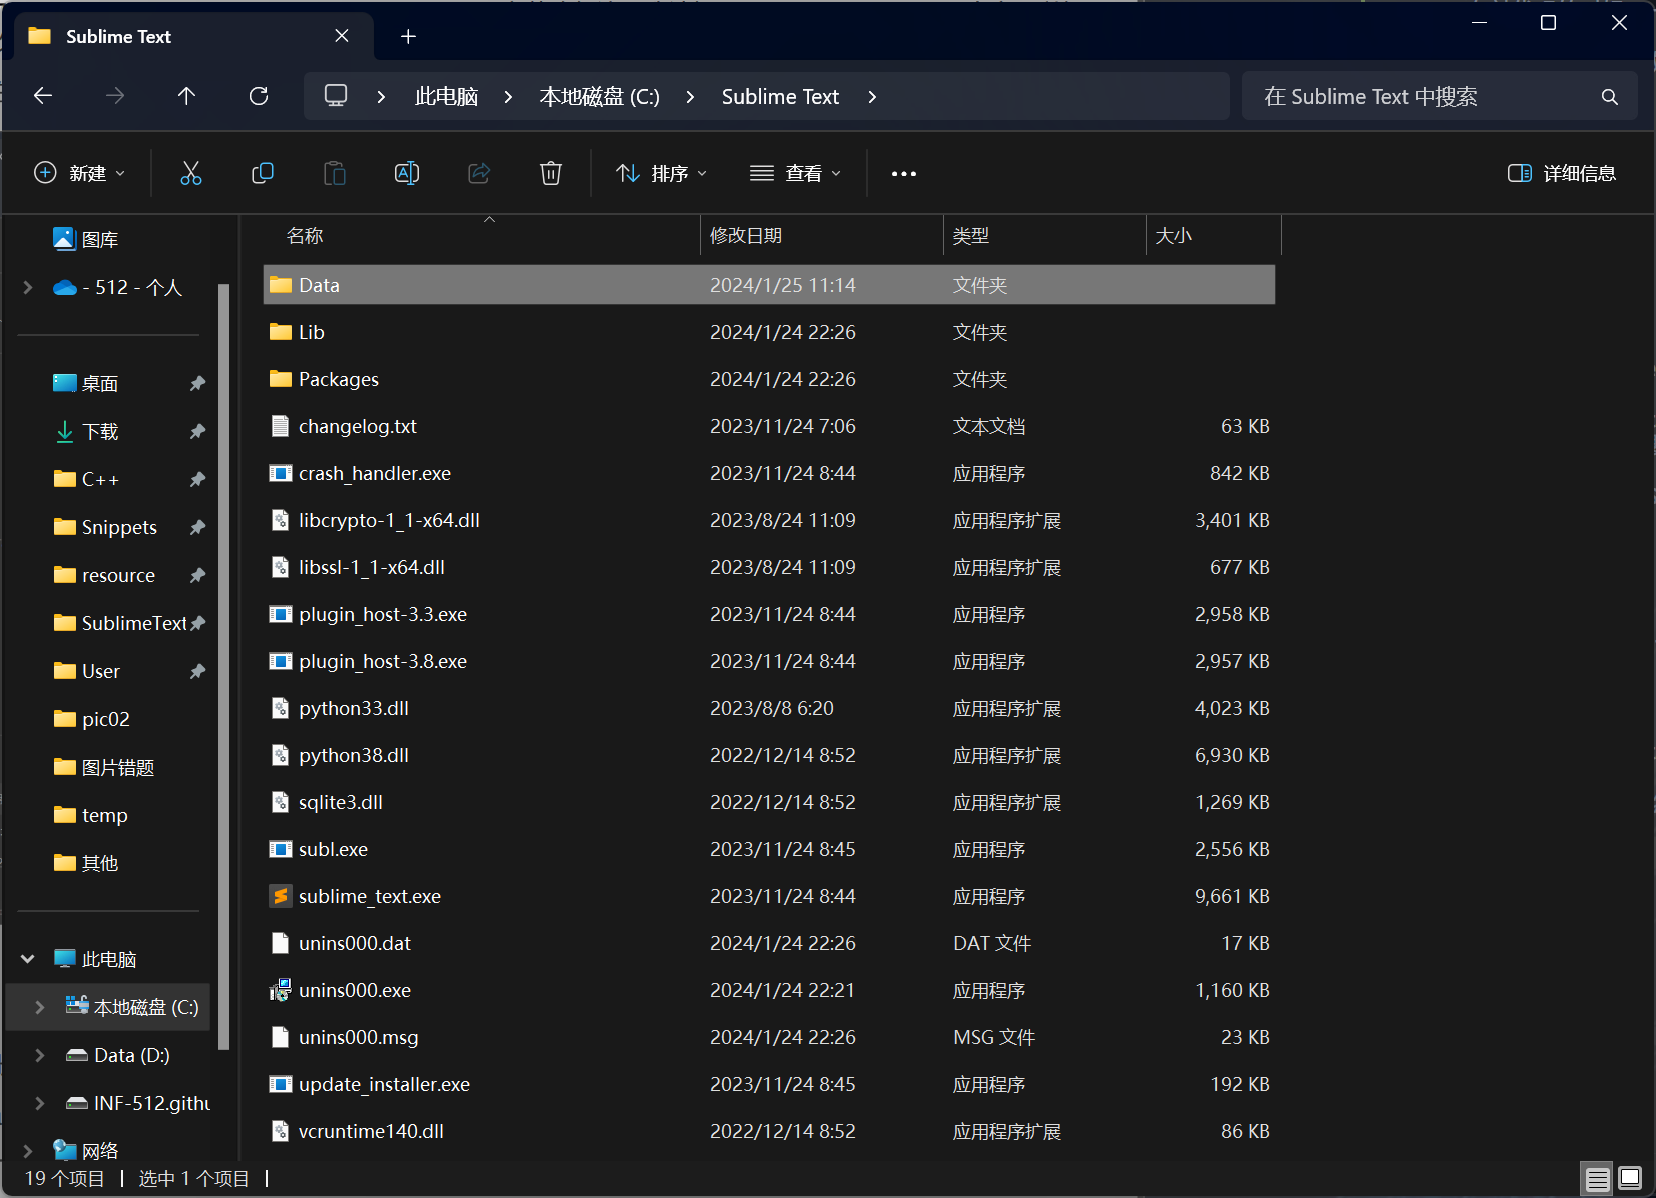 Sublime Text
此电脑 本地磁盘 (C:) Sublime Text
在 Sublime Text 中搜索
新建 排序 查看 详细信息
图库
- 512 - 个人
桌面
下载
C++
Snippets
resource
SublimeText
User
pic02
图片错题
temp
其他
此电脑
本地磁盘 (C:)
Data (D:)
INF-512.githu
网络
名称 修改日期 类型 大小
Data 2024/1/25 11:14 文件夹
Lib 2024/1/24 22:26 文件夹
Packages 2024/1/24 22:26 文件夹
changelog.txt 2023/11/24 7:06 文本文档 63 KB
crash_handler.exe 2023/11/24 8:44 应用程序 842 KB
libcrypto-1_1-x64.dll 2023/8/24 11:09 应用程序扩展 3,401 KB
libssl-1_1-x64.dll 2023/8/24 11:09 应用程序扩展 677 KB
plugin_host-3.3.exe 2023/11/24 8:44 应用程序 2,958 KB
plugin_host-3.8.exe 2023/11/24 8:44 应用程序 2,957 KB
python33.dll 2023/8/8 6:20 应用程序扩展 4,023 KB
python38.dll 2022/12/14 8:52 应用程序扩展 6,930 KB
sqlite3.dll 2022/12/14 8:52 应用程序扩展 1,269 KB
subl.exe 2023/11/24 8:45 应用程序 2,556 KB
sublime_text.exe 2023/11/24 8:44 应用程序 9,661 KB
unins000.dat 2024/1/24 22:26 DAT 文件 17 KB
unins000.exe 2024/1/24 22:21 应用程序 1,160 KB
unins000.msg 2024/1/24 22:26 MSG 文件 23 KB
update_installer.exe 2023/11/24 8:45 应用程序 192 KB
vcruntime140.dll 2022/12/14 8:52 应用程序扩展 86 KB
19 个项目 选中 1 个项目